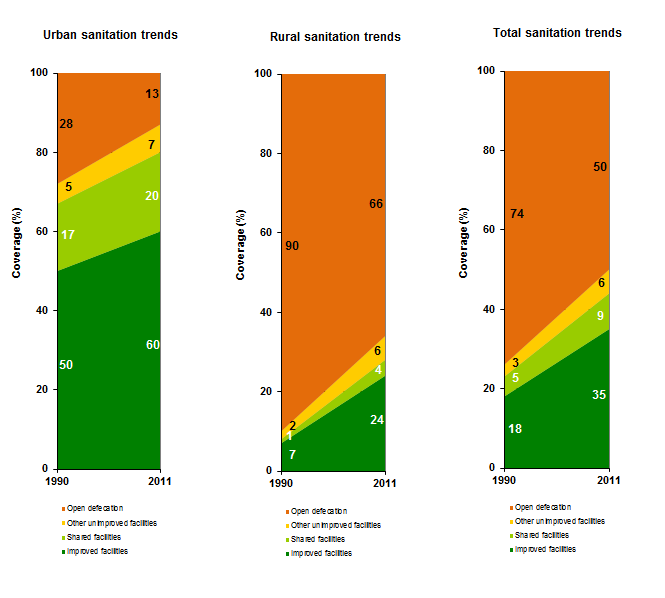 Urban sanitation trends
100
80
60
40
20
0
Coverage (%)
28
13
5
7
17
20
50
60
1990 2011
Open defecation
Other unimproved facilities
Shared facilities
Improved facilities
Rural sanitation trends
100
80
60
40
20
0
Coverage (%)
90
66
2
6
1
4
7
24
1990 2011
Open defecation
Other unimproved facilities
Shared facilities
Improved facilities
Total sanitation trends
100
80
60
40
20
0
Coverage (%)
74
50
3
6
5
9
18
35
1990 2011
Open defecation
Other unimproved facilities
Shared facilities
Improved facilities